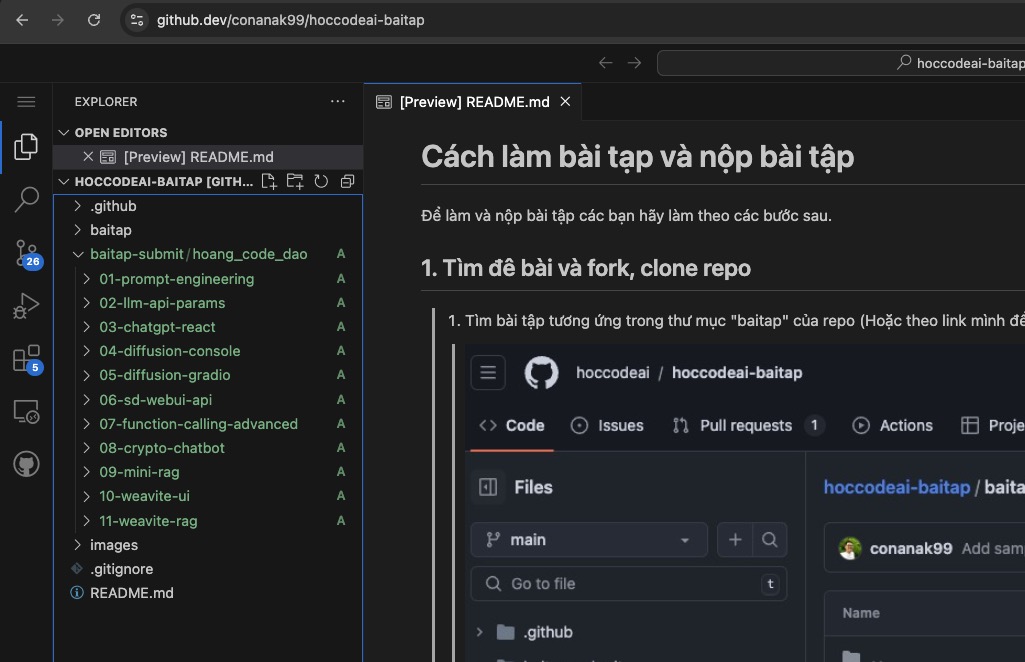 github.dev/conanak99/hoccodeai-baitap
hoccodeai-baitap
EXPLORER
[Preview] README.md
OPEN EDITORS
[Preview] README.md
HOCCODEAI-BAITAP [GITH...
.github
baitap
baitap-submit/hoang_code_dao A
01-prompt-engineering A
02-llm-api-params A
03-chatgpt-react A
04-diffusion-console A
05-diffusion-gradio A
06-sd-webui-api A
07-function-calling-advanced A
08-crypto-chatbot A
09-mini-rag A
10-weavite-ui A
11-weavite-rag A
images
.gitignore
README.md
26
5
Cách làm bài tạp và nộp bài tập
Để làm và nộp bài tập các bạn hãy làm theo các bước sau.
1. Tìm đề bài và fork, clone repo
1. Tìm bài tập tương ứng trong thư mục "baitap" của repo (Hoặc theo link mình để
hoccodeai / hoccodeai-baitap
Code Issues Pull requests 1 Actions Proje
Files
hoccodeai-baitap / baita
main
conanak99 Add sam
Go to file t
Name
.github